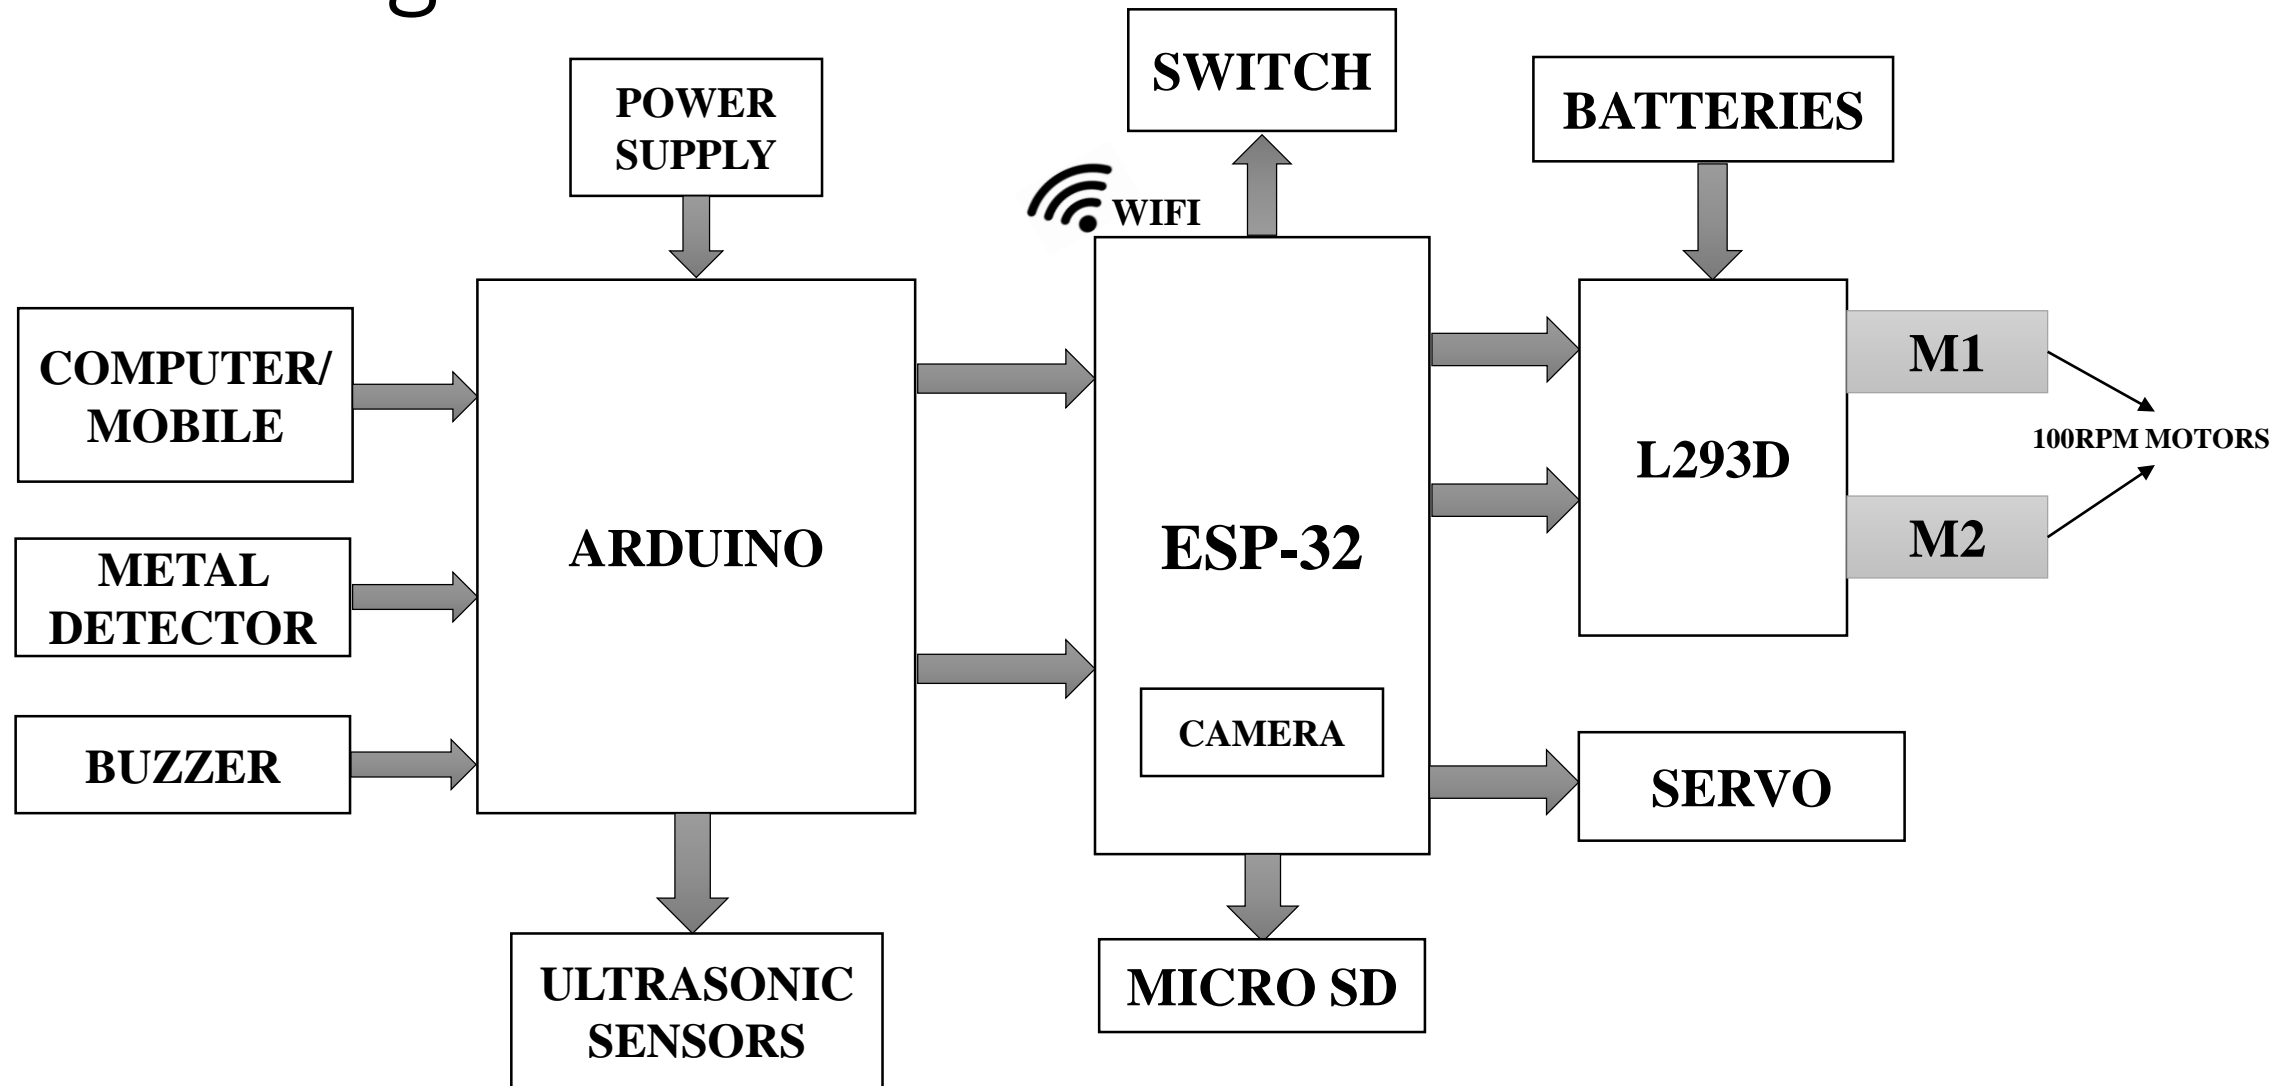 SWITCH
POWER
SUPPLY
BATTERIES
WIFI
COMPUTER/
MOBILE
M1
100RPM MOTORS
L293D
M2
ARDUINO
ESP-32
METAL
DETECTOR
CAMERA
BUZZER
SERVO
ULTRASONIC
SENSORS
MICRO SD